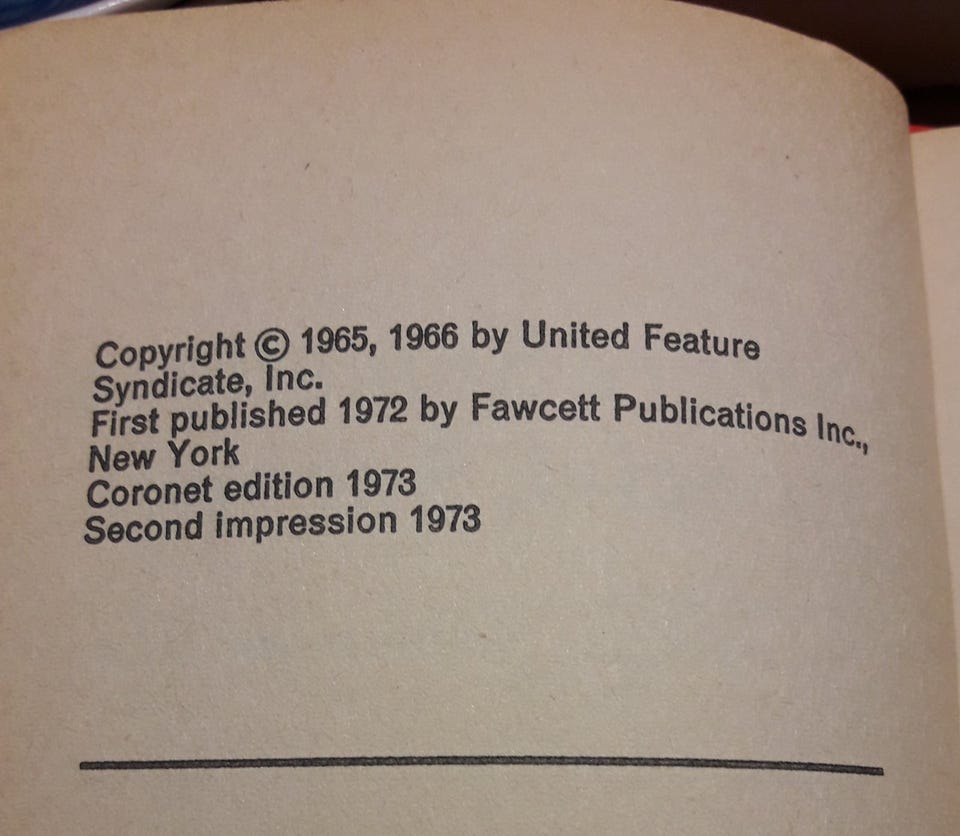 Copyright © 1965, 1966 by United Feature
Syndicate, Inc.
First published 1972 by Fawcett Publications Inc.,
New York
Coronet edition 1973
Second impression 1973